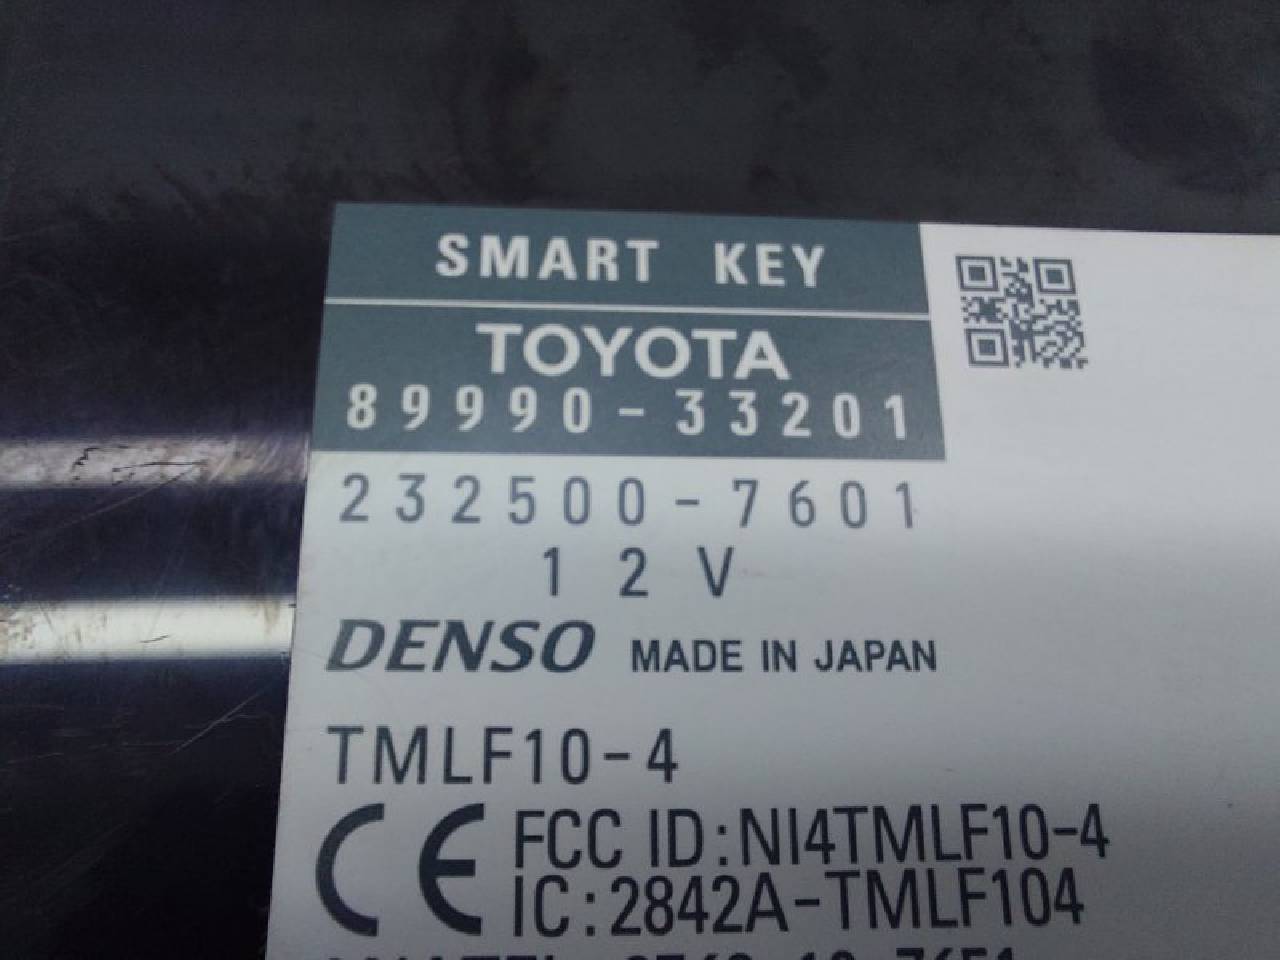 SMART KEY
TOYOTA
89990-33201
232500-7601
12V
DENSO MADE IN JAPAN
TMLF10-4
CE FCC ID:NI4TMLF10-4
IC:2842A-TMLF104